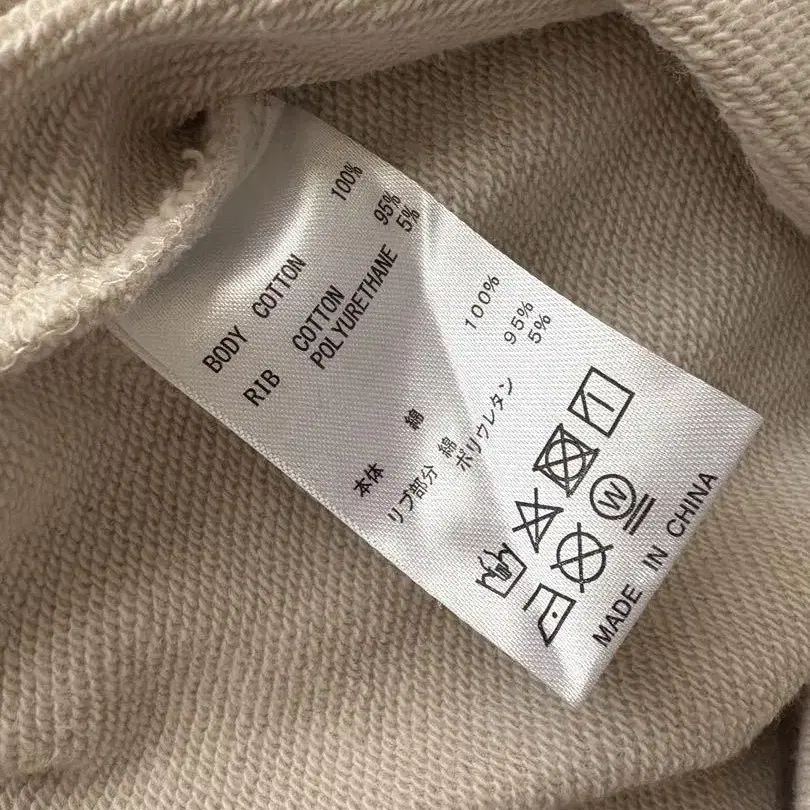 BODY COTTON 100%
RIB COTTON 95%
POLYURETHANE 5%
本体 綿 100%
リブ部分 綿 95%
ポリウレタン 5%
W
MADE IN CHINA